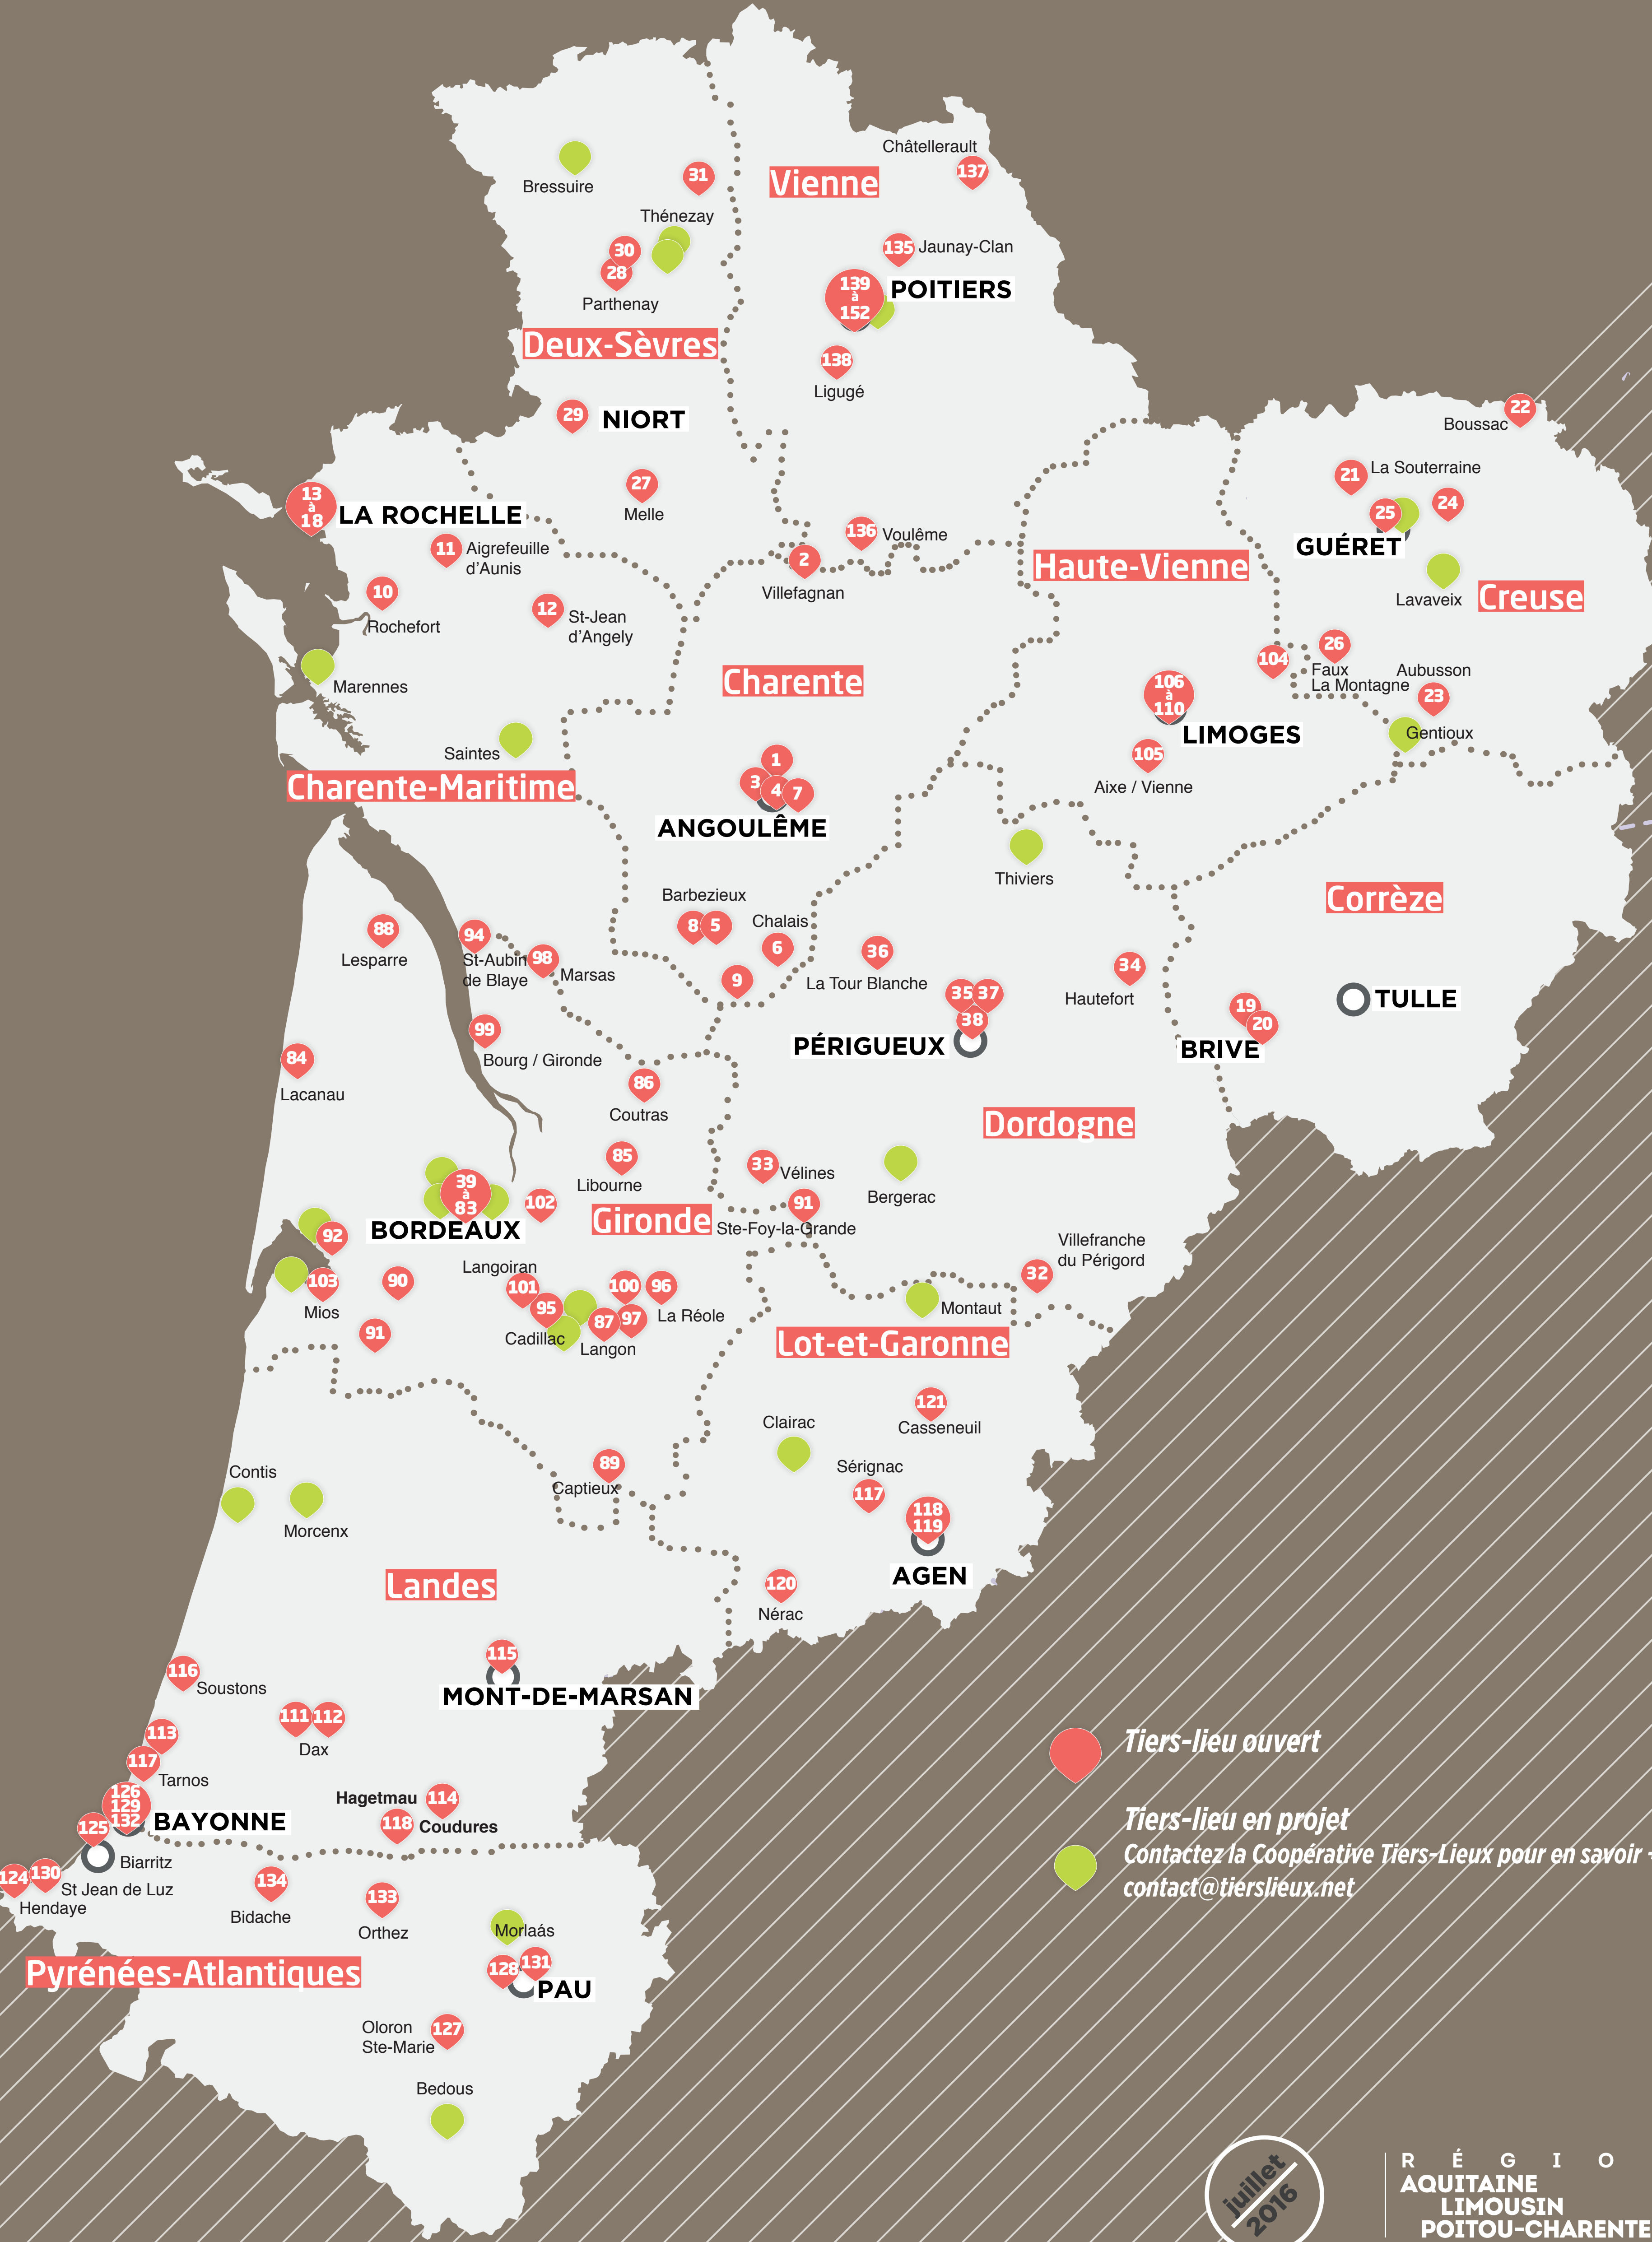 Châtellerault
137
Vienne
31
Bressuire
Thénezay
135
Jaunay-Clan
30
28
139
à
152
POITIERS
Parthenay
Deux-Sèvres
138
Ligugé
22
Boussac
29
NIORT
21
La Souterraine
27
Melle
24
25
13
à
18
LA ROCHELLE
136
Voulême
GUÉRET
11
Aigrefeuille
d'Aunis
2
Villefagnan
Haute-Vienne
10
Rochefort
12
St-Jean
d'Angely
Lavaveix
Creuse
26
104
Faux
La Montagne
Aubusson
23
Marennes
Charente
106
à
110
LIMOGES
Gentioux
Saintes
105
Aixe / Vienne
Charente-Maritime
1
3
4
7
ANGOULÊME
Thiviers
Barbezieux
8
5
Chalais
6
Corrèze
88
Lesparre
94
St-Aubin
de Blaye
98
Marsas
9
36
La Tour Blanche
34
Hautefort
35
37
38
PÉRIGUEUX
19
20
BRIVE
TULLE
99
Bourg / Gironde
84
Lacanau
86
Coutras
Dordogne
85
Libourne
33
Vélines
Bergerac
39
à
83
BORDEAUX
102
Gironde
91
Ste-Foy-la-Grande
92
Villefranche
du Périgord
32
103
Mios
90
Langoiran
101
95
Cadillac
100
96
La Réole
87
97
Langon
Montaut
91
Lot-et-Garonne
121
Casseneuil
Clairac
89
Captieux
Sérignac
117
Contis
Morcenx
118
119
AGEN
Landes
120
Nérac
115
MONT-DE-MARSAN
116
Soustons
111
112
Dax
113
117
Tarnos
Hagetmau
114
118
Coudures
126
129
132
BAYONNE
125
Biarritz
124
130
St Jean de Luz
Hendaye
134
Bidache
133
Orthez
Morlaás
128
131
PAU
Pyrénées-Atlantiques
127
Oloron
Ste-Marie
Bedous
Tiers-lieu ouvert
Tiers-lieu en projet
Contactez la Coopérative Tiers-Lieux pour en savoir +
contact@tierslieux.net
juillet
2016
RÉGIO
AQUITAINE
LIMOUSIN
POITOU-CHARENTE